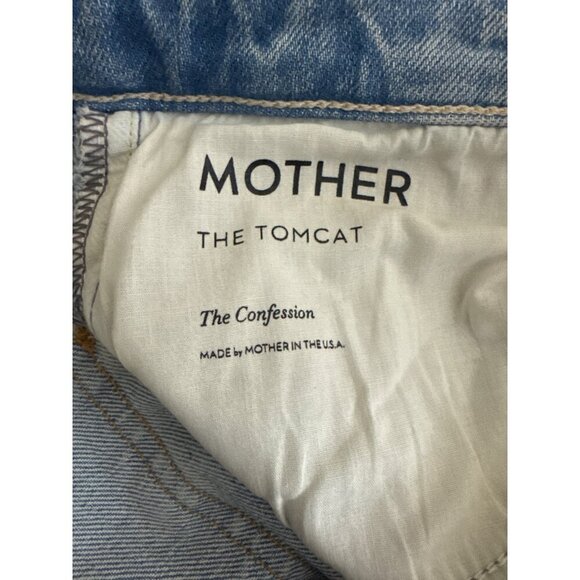 MOTHER
THE TOMCAT
The Confession
MADE by MOTHER IN THE U.S.A.